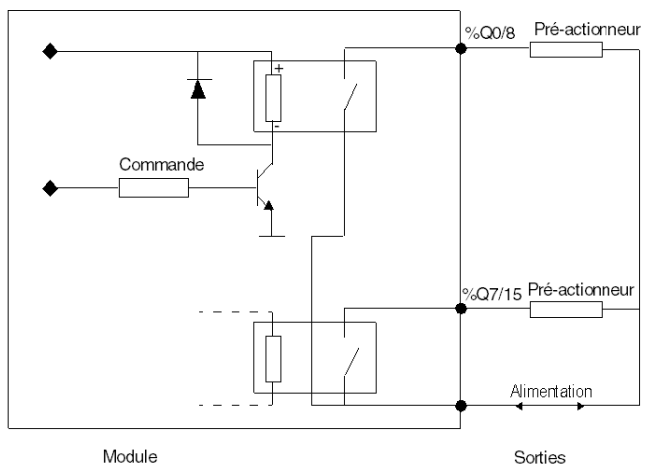 %Q0/8
Pré-actionneur
+
-
Commande
%Q7/15
Pré-actionneur
Alimentation
Module
Sorties